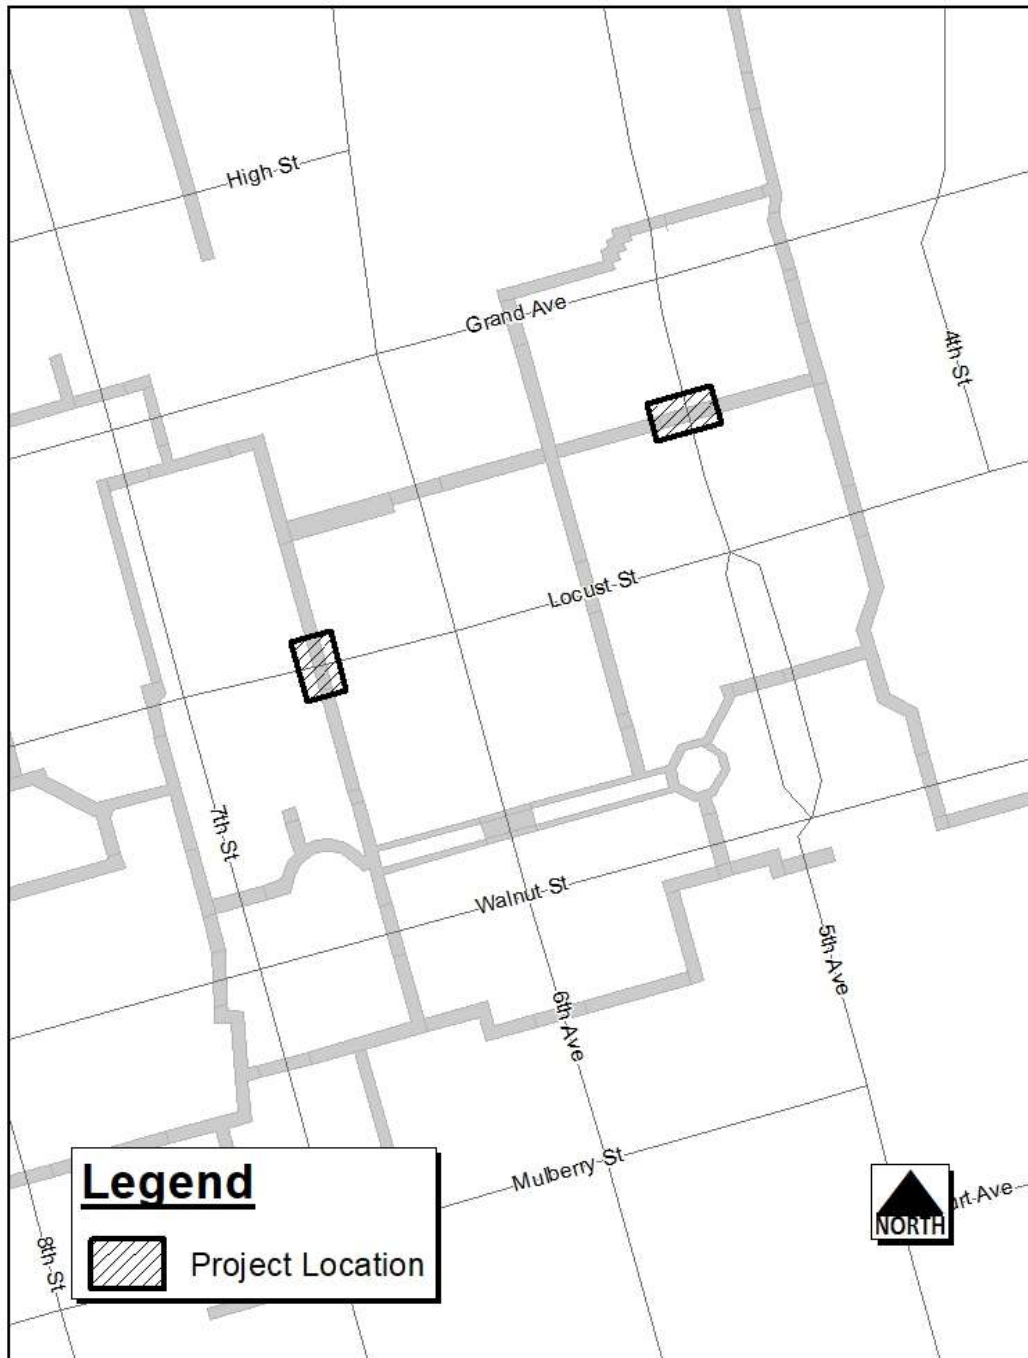 High St
Grand Ave
4th St
Locust St
7th St
Walnut St
5th Ave
6th Ave
Mulberry St
Legend
NORTH
Ave
8th St
Project Location